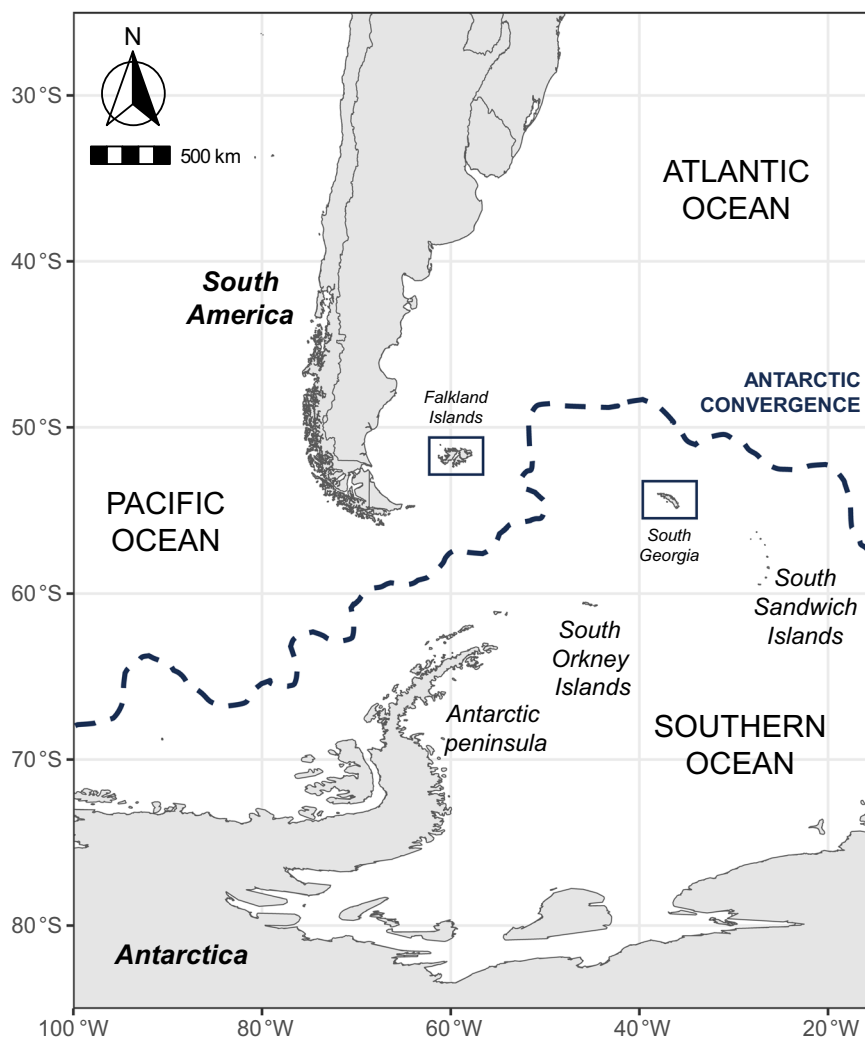 N
500 km
30°S
40°S
50°S
60°S
70°S
80°S
ATLANTIC
OCEAN
South
America
Falkland
Islands
ANTARCTIC
CONVERGENCE
PACIFIC
OCEAN
South
Georgia
South
Sandwich
Islands
South
Orkney
Islands
Antarctic
peninsula
SOUTHERN
OCEAN
Antarctica
100°W
80°W
60°W
40°W
20°W